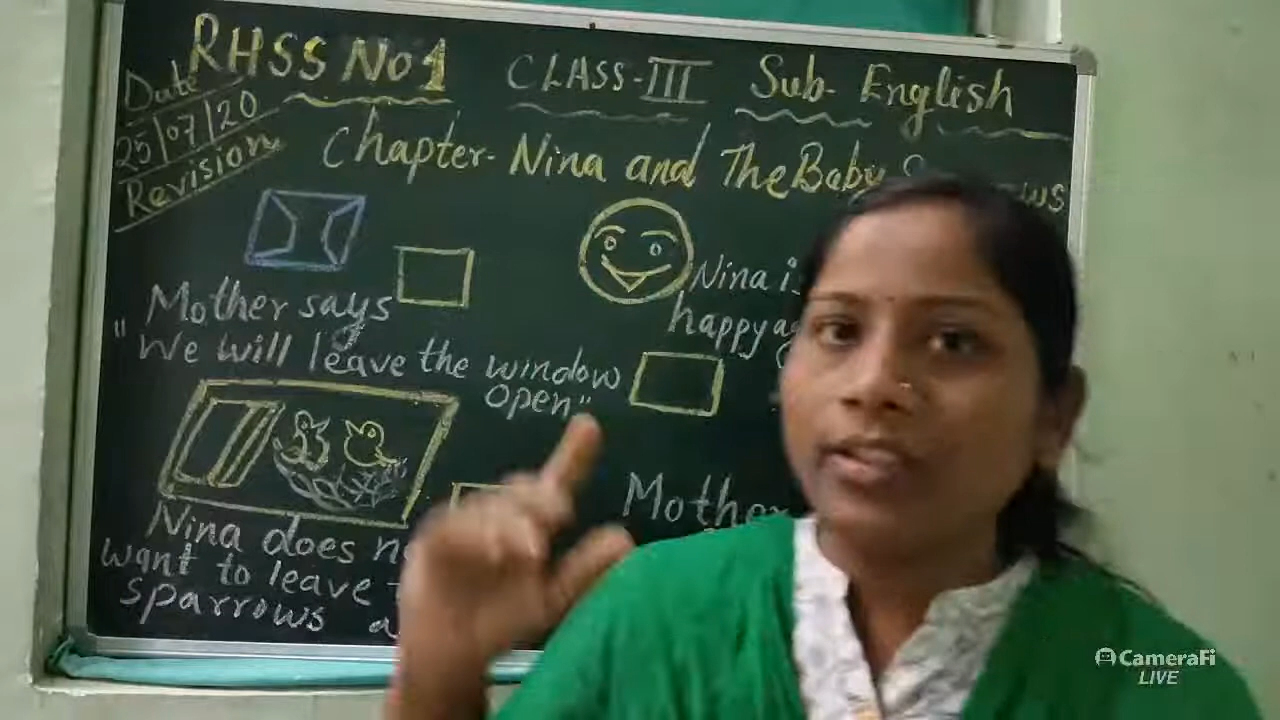 RHSS No 1 CLASS-III Sub- English
Date
25/07/20
Revision
Chapter- Nina and The Baby
Mother says
"We will leave the window
open"
Nina is
happy
Nina does
want to leave
sparrows
Mother
CameraFi
LIVE